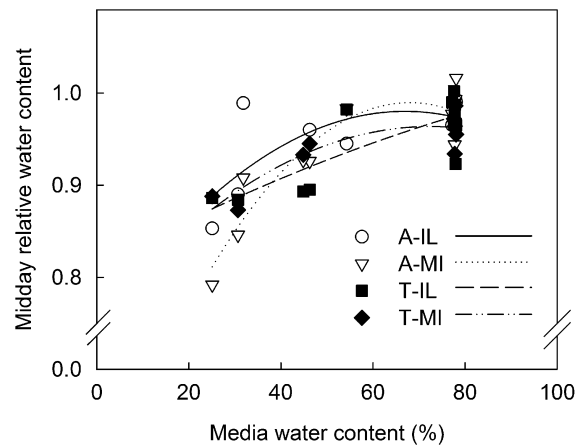 Midday relative water content
1.0
0.9
0.8
0.0
A-IL
A-MI
T-IL
T-MI
0 20 40 60 80 100
Media water content (%)